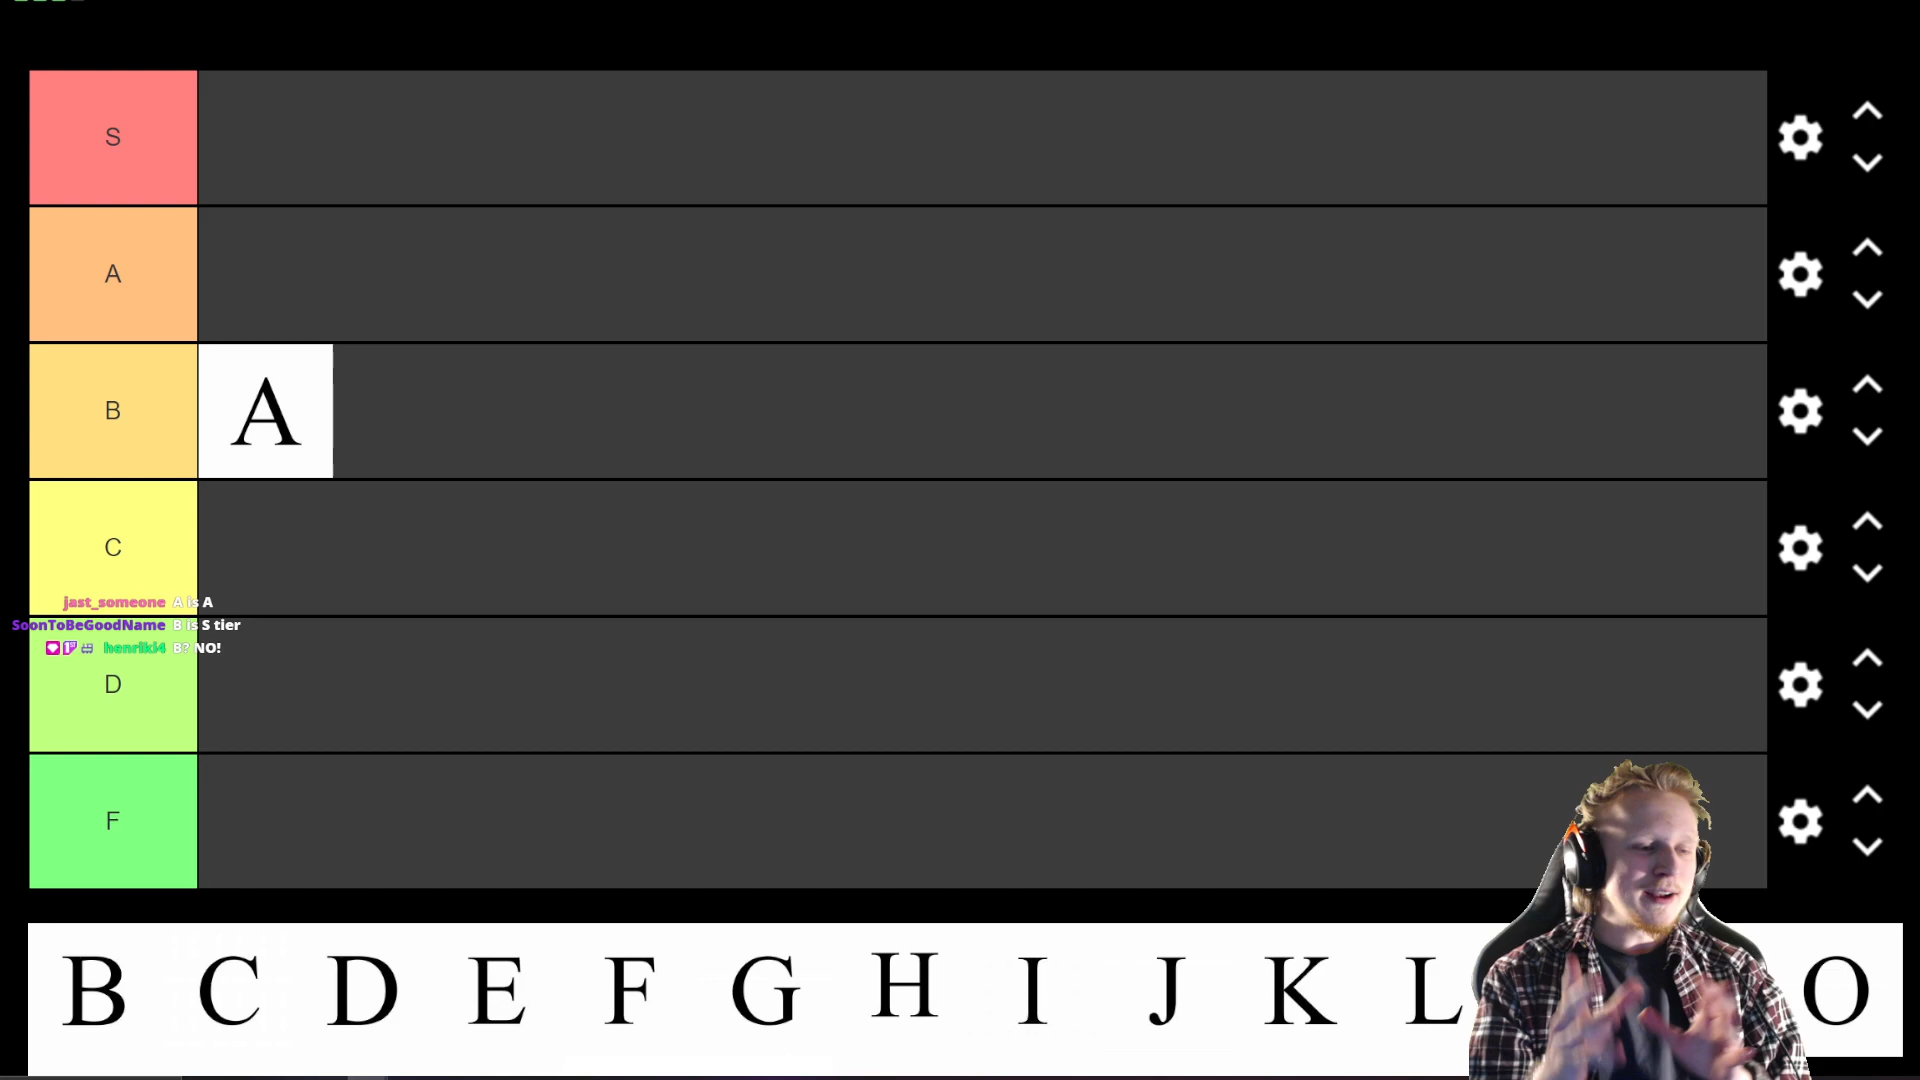 S
A
B
A
C
jast_someone A is A
SoonToBeGoodName B is S tier
henriki4 B? NO!
D
F
B C D E F G H I J K L O